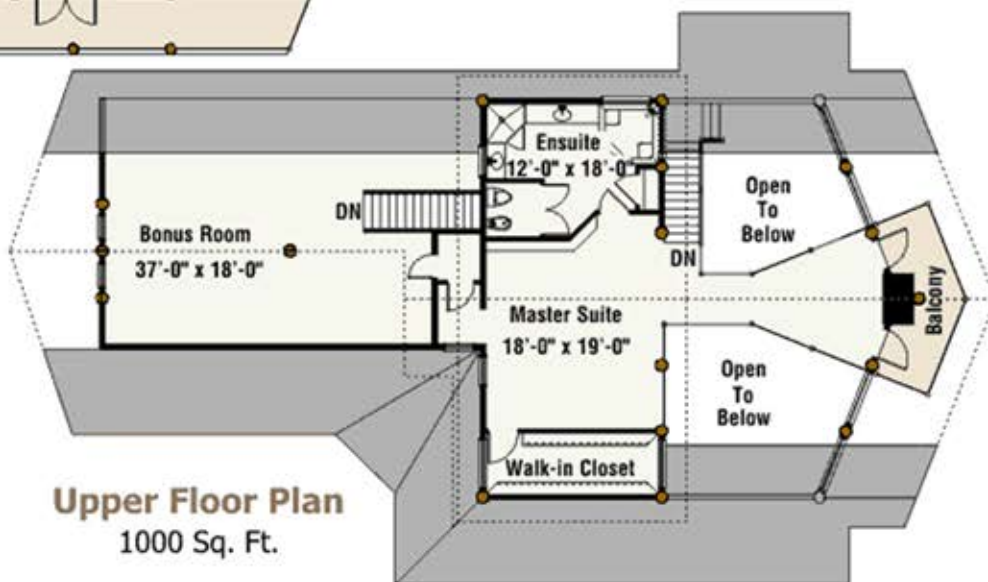 Ensuite
12'-0" x 18'-0"
Open
To
Below
DN
Bonus Room
37'-0" x 18'-0"
DN
Balcony
Master Suite
18'-0" x 19'-0"
Open
To
Below
Walk-in Closet
Upper Floor Plan
1000 Sq. Ft.